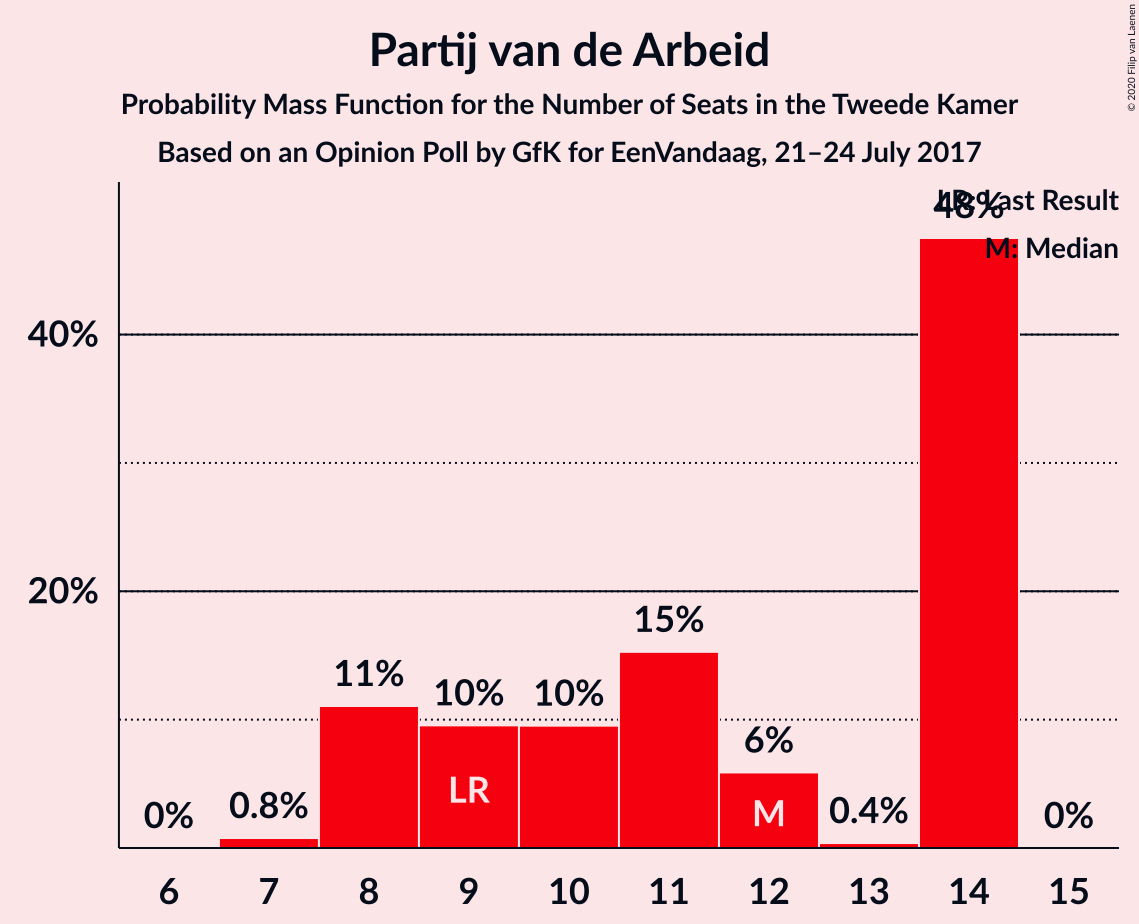 Partij van de Arbeid
Probability Mass Function for the Number of Seats in the Tweede Kamer
Based on an Opinion Poll by GfK for EenVandaag, 21–24 July 2017
© 2020 Filip van Laenen
LR: Last Result
M: Median
48%
40%
20%
0%
0.8%
11%
10%
10%
15%
6%
0.4%
0%
LR
M
6 7 8 9 10 11 12 13 14 15